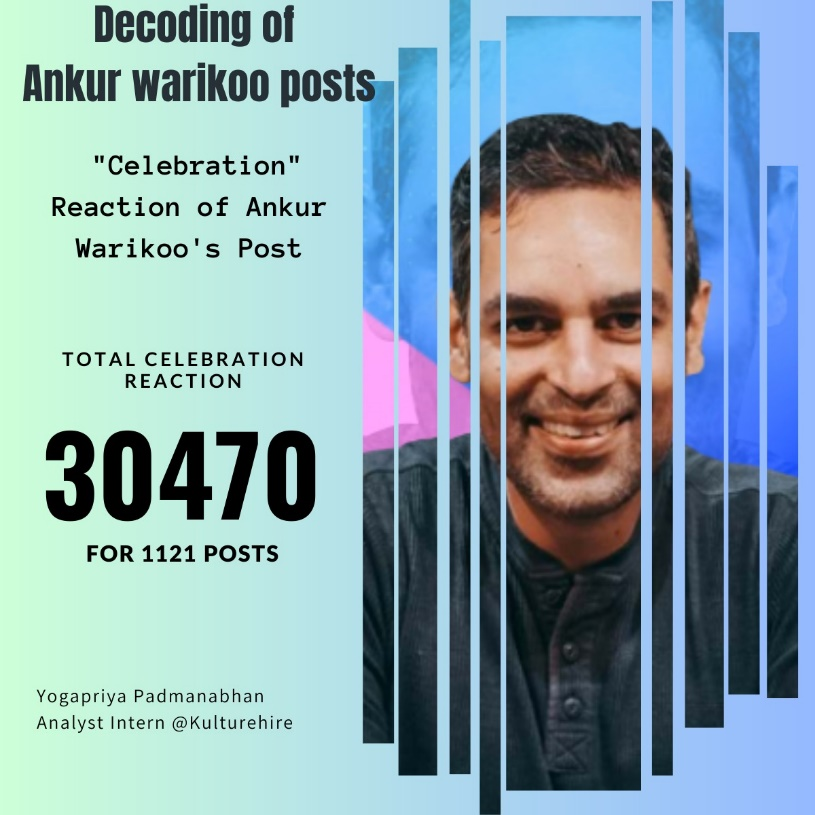 Decoding of
Ankur warikoo posts
"Celebration"
Reaction of Ankur
Warikoo's Post
TOTAL CELEBRATION
REACTION
30470
FOR 1121 POSTS
Yogapriya Padmanabhan
Analyst Intern @Kulturehire